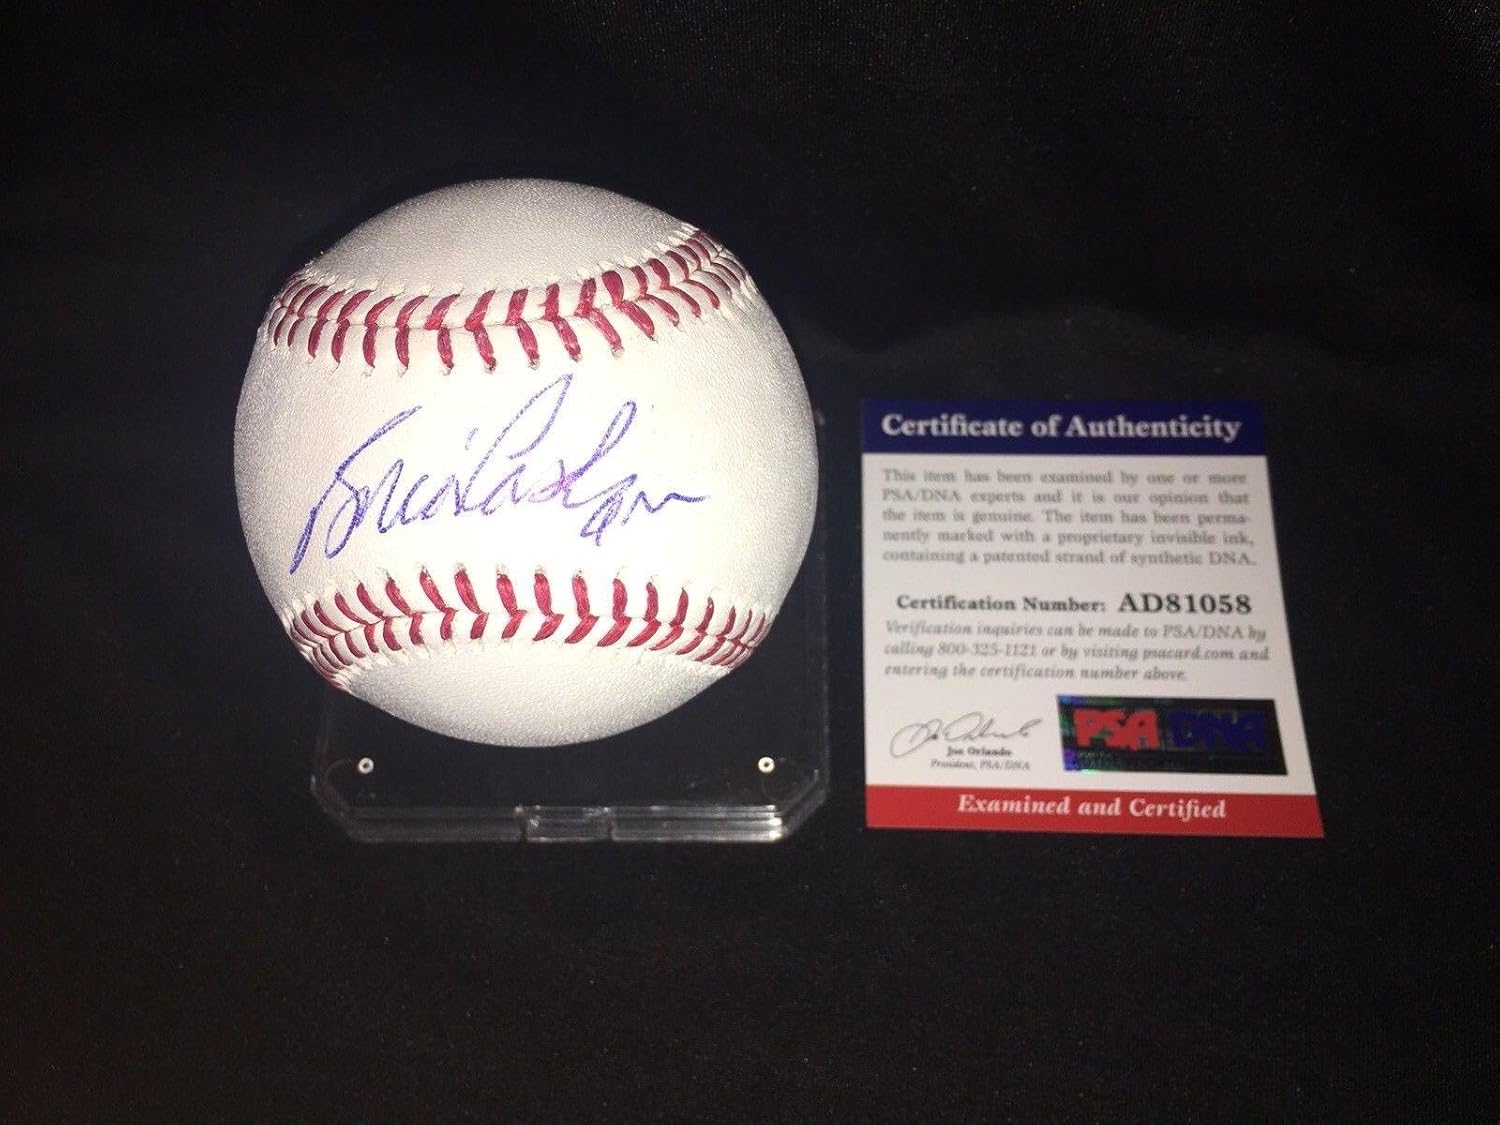 Certificate of Authenticity
This item has been examined by one or more
PSA/DNA experts and it is our opinion that
the item is genuine. The item has been perma-
nently marked with a proprietary invisible ink,
containing a patented strand of synthetic DNA.
Certification Number: AD81058
Verification inquiries can be made to PSA/DNA by
calling 800-325-1121 or by visiting psacard.com and
entering the certification number above.
Joe Orlando
President, PSA/DNA
PSA DNA
Examined and Certified